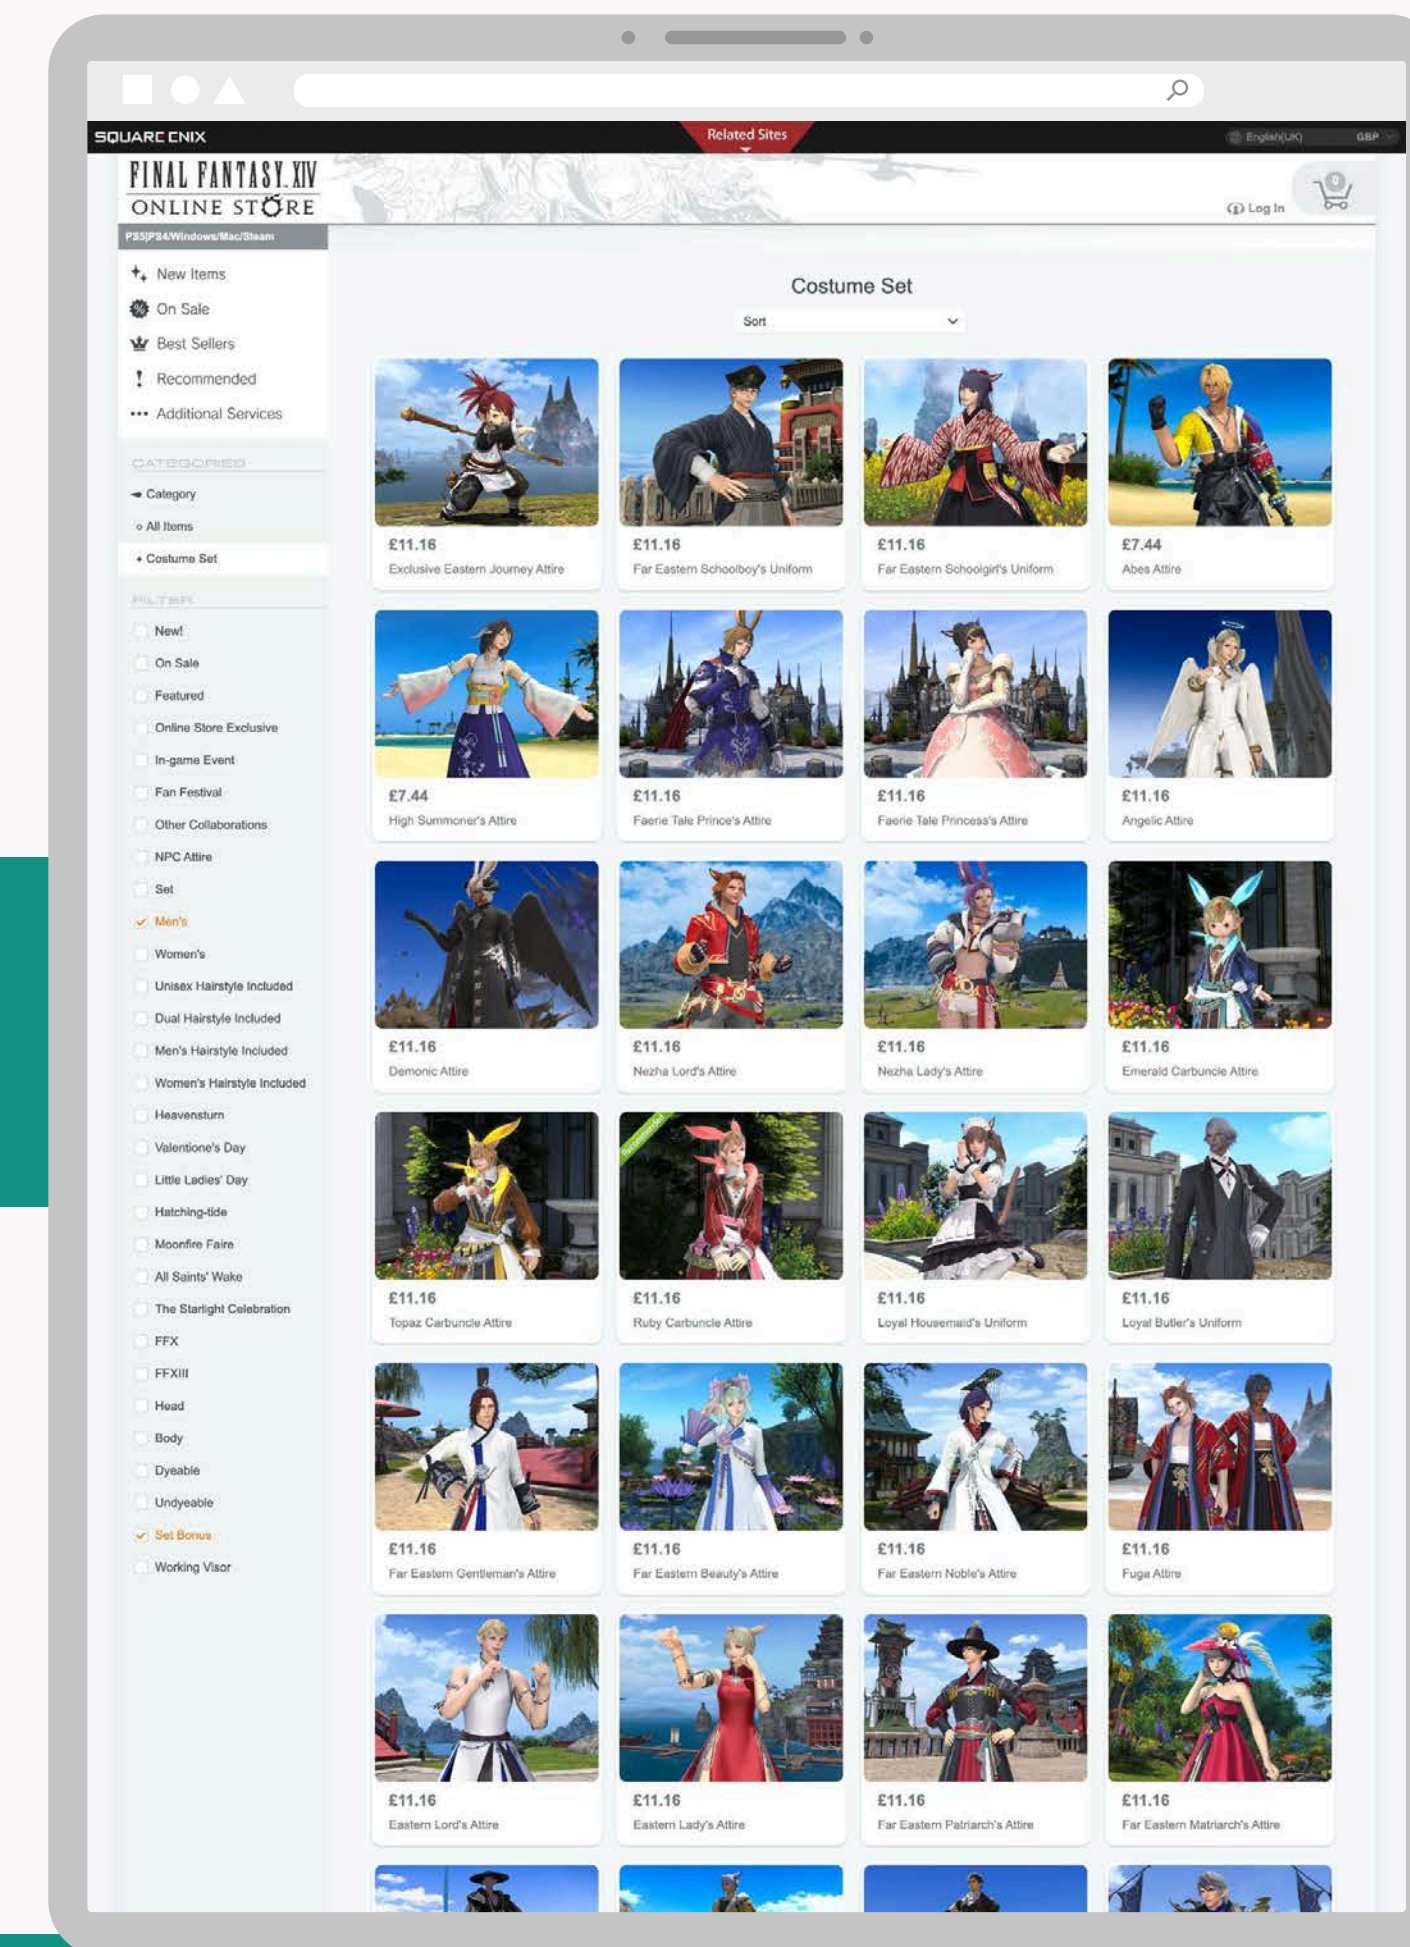 SQUARE ENIX
Related Sites
English(UK)
GBP
FINAL FANTASY XIV
ONLINE STORE
0
Log In
PS5|PS4/Windows/Mac/Steam
New Items
On Sale
Best Sellers
Recommended
Additional Services
CATEGORIES
Category
All Items
Costume Set
FILTER
New!
On Sale
Featured
Online Store Exclusive
In-game Event
Fan Festival
Other Collaborations
NPC Attire
Set
Men's
Women's
Unisex Hairstyle Included
Dual Hairstyle Included
Men's Hairstyle Included
Women's Hairstyle Included
Heavensturn
Valentione's Day
Little Ladies' Day
Hatching-tide
Moonfire Faire
All Saints' Wake
The Starlight Celebration
FFX
FFXIII
Head
Body
Dyeable
Undyeable
Set Bonus
Working Visor
Costume Set
Sort
£11.16
Exclusive Eastern Journey Attire
£11.16
Far Eastern Schoolboy's Uniform
£11.16
Far Eastern Schoolgirl's Uniform
£7.44
Abes Attire
£7.44
High Summoner's Attire
£11.16
Faerie Tale Prince's Attire
£11.16
Faerie Tale Princess's Attire
£11.16
Angelic Attire
£11.16
Demonic Attire
£11.16
Nezha Lord's Attire
£11.16
Nezha Lady's Attire
£11.16
Emerald Carbuncle Attire
£11.16
Topaz Carbuncle Attire
Recommended
£11.16
Ruby Carbuncle Attire
£11.16
Loyal Housemaid's Uniform
£11.16
Loyal Butler's Uniform
£11.16
Far Eastern Gentleman's Attire
£11.16
Far Eastern Beauty's Attire
£11.16
Far Eastern Noble's Attire
£11.16
Fuga Attire
£11.16
Eastern Lord's Attire
£11.16
Eastern Lady's Attire
£11.16
Far Eastern Patriarch's Attire
£11.16
Far Eastern Matriarch's Attire